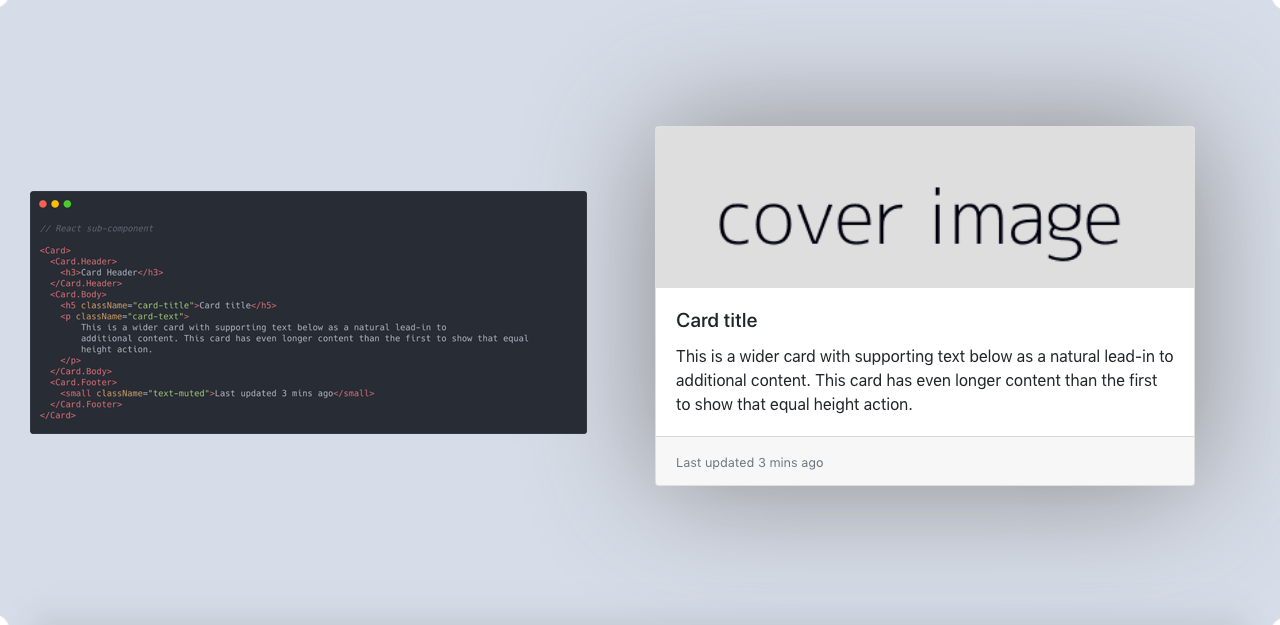 // React sub-component
<Card>
<Card.Header>
<h3>Card Header</h3>
</Card.Header>
<Card.Body>
<h5 className="card-title">Card title</h5>
<p className="card-text">
This is a wider card with supporting text below as a natural lead-in to
additional content. This card has even longer content than the first to show that equal
height action.
</p>
</Card.Body>
<Card.Footer>
<small className="text-muted">Last updated 3 mins ago</small>
</Card.Footer>
</Card>
cover image
Card title
This is a wider card with supporting text below as a natural lead-in to
additional content. This card has even longer content than the first
to show that equal height action.
Last updated 3 mins ago